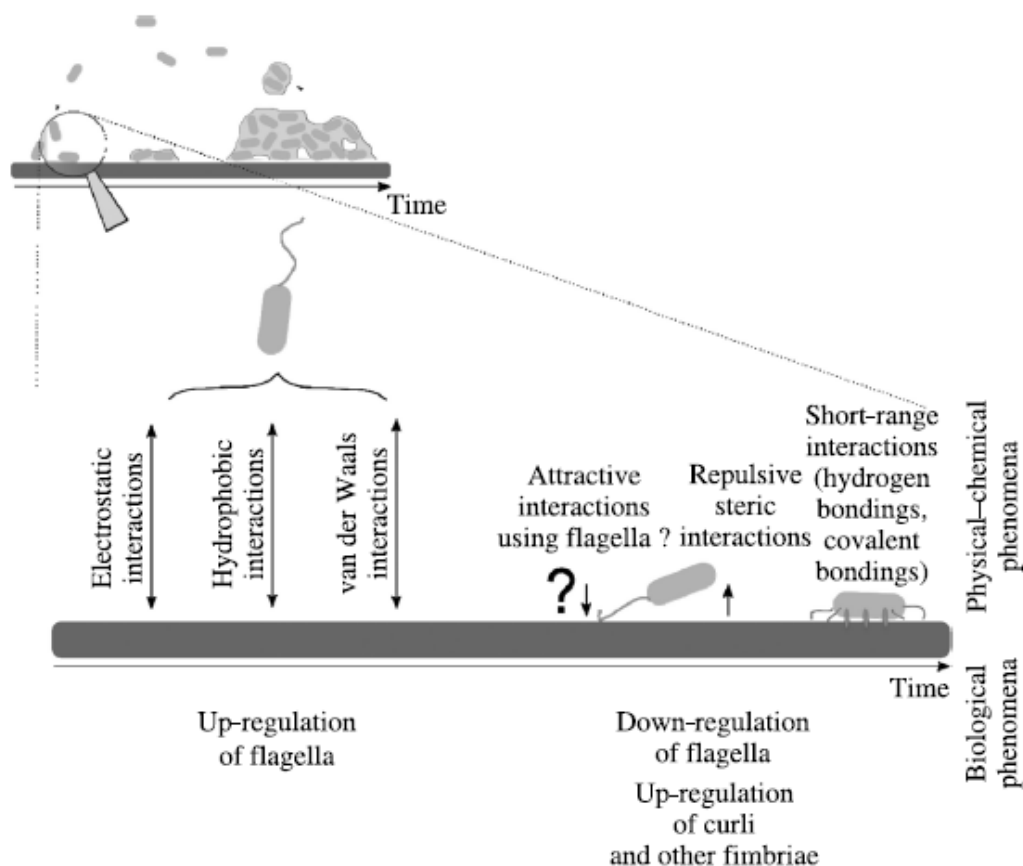 Time
Electrostatic
interactions
Hydrophobic
interactions
van der Waals
interactions
Attractive
interactions
using flagella ?
?
Repulsive
steric
interactions
Short-range
interactions
(hydrogen
bondings,
covalent
bondings)
Physical-chemical
phenomena
Time
Biological
phenomena
Up-regulation
of flagella
Down-regulation
of flagella
Up-regulation
of curli
and other fimbriae